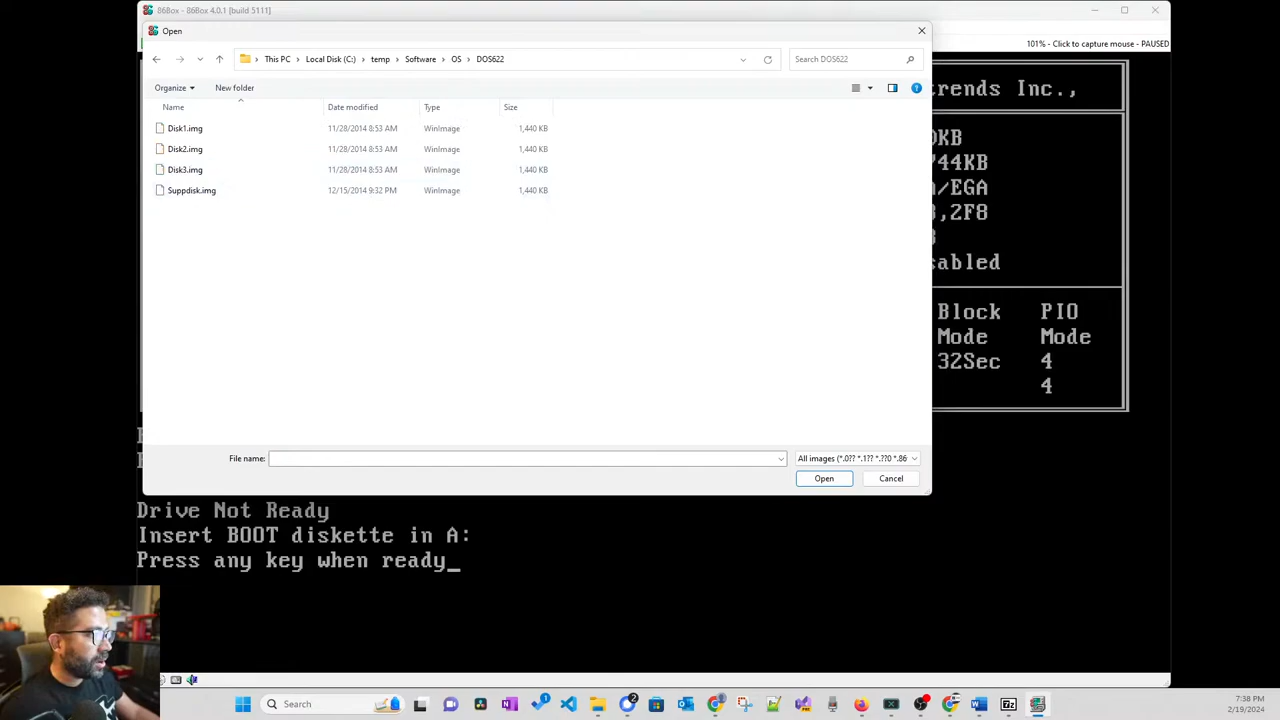 86Box - 86Box 4.0.1 [build 5111]
Open
101% - Click to capture mouse - PAUSED
This PC > Local Disk (C:) > temp > Software > OS > DOS622
Search DOS622
Organize
New folder
Name Date modified Type Size
Disk1.img 11/28/2014 8:53 AM WinImage 1,440 KB
Disk2.img 11/28/2014 8:53 AM WinImage 1,440 KB
Disk3.img 11/28/2014 8:53 AM WinImage 1,440 KB
Suppdisk.img 12/15/2014 9:32 PM WinImage 1,440 KB
File name:
All images (*.0?? *.1?? *.??0 *.86
Open
Cancel
rends Inc.,
KB
44KB
/EGA
,2F8
abled
Block PIO
Mode Mode
32Sec 4
4
Drive Not Ready
Insert BOOT diskette in A:
Press any key when ready_
Search
2
7z
7:38 PM
2/19/2024